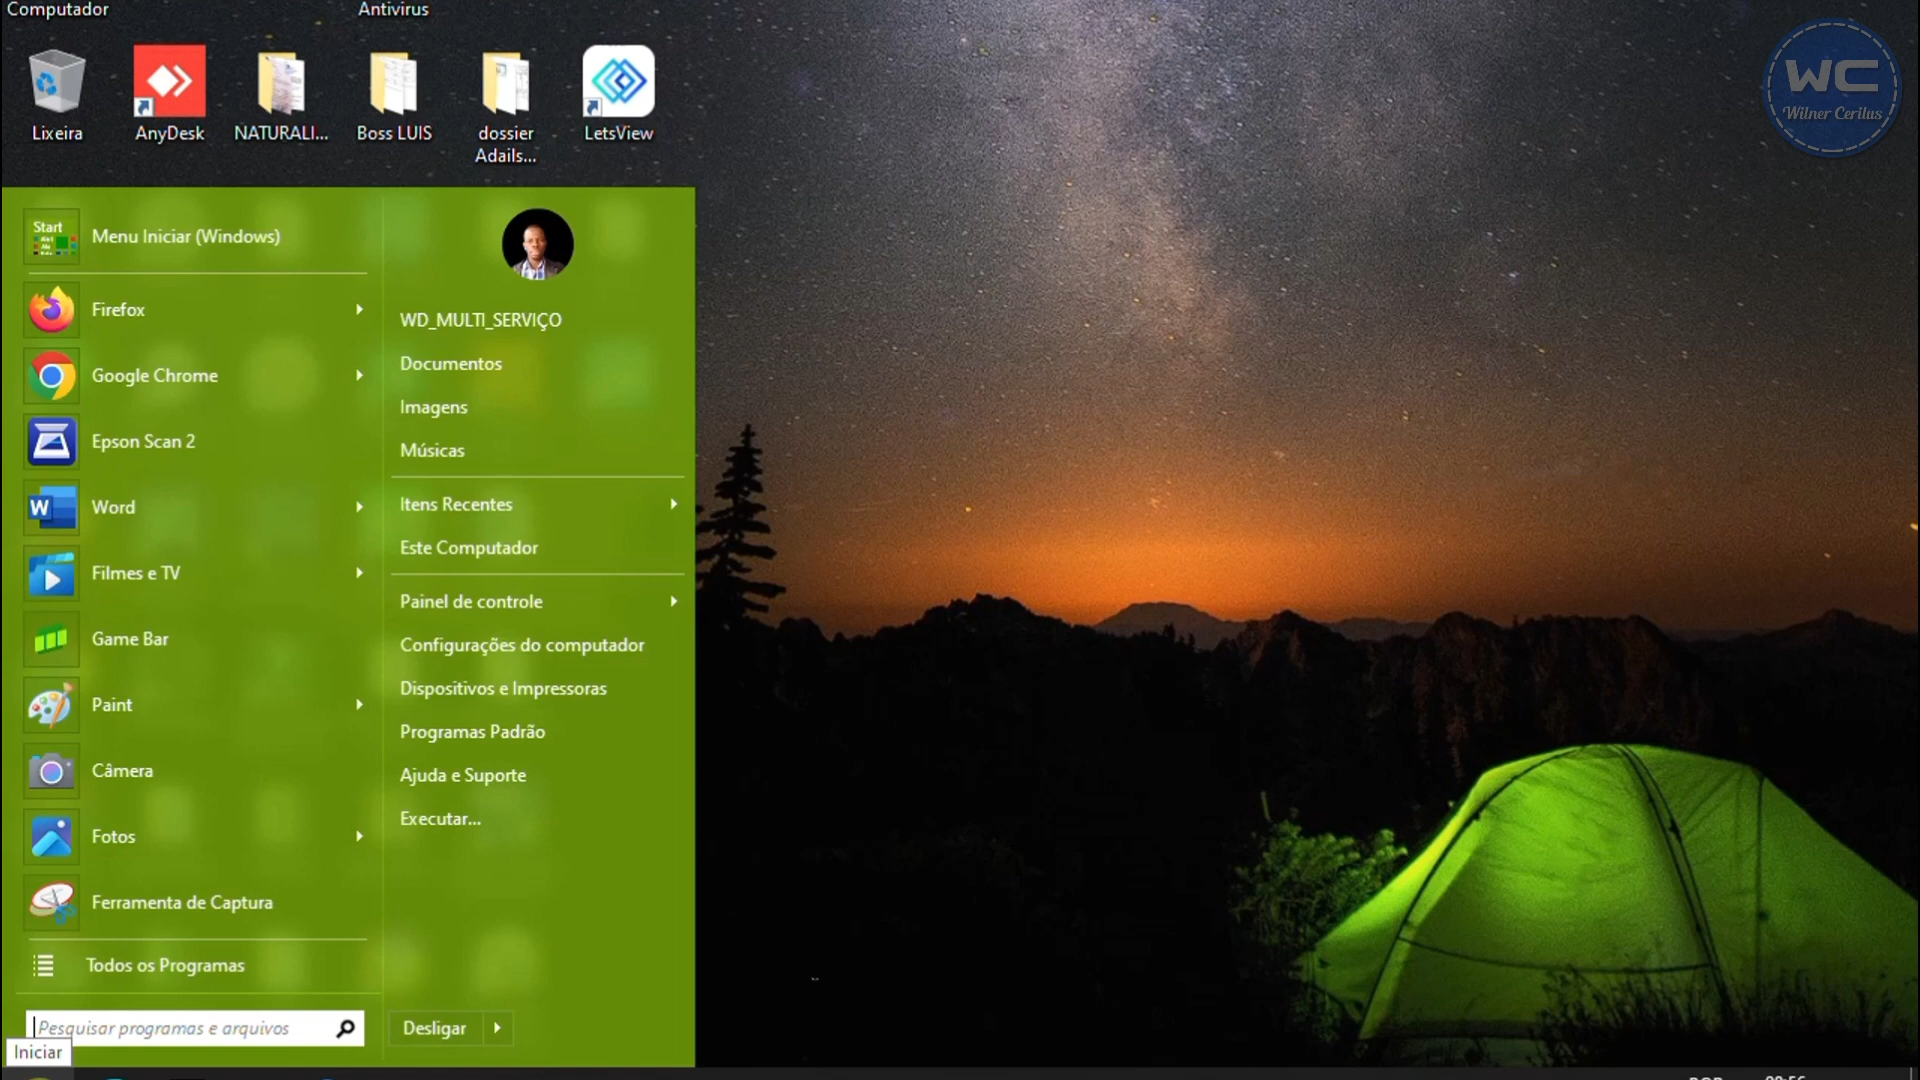 Computador
Antivirus
Lixeira
AnyDesk
NATURALI...
Boss LUIS
dossier
Adails...
LetsView
WC
Wilner Cerilus
Start
Menu Iniciar (Windows)
Firefox
Google Chrome
Epson Scan 2
W
Word
Filmes e TV
Game Bar
Paint
Câmera
Fotos
Ferramenta de Captura
Todos os Programas
Pesquisar programas e arquivos
Iniciar
WD_MULTI_SERVIÇO
Documentos
Imagens
Músicas
Itens Recentes
Este Computador
Painel de controle
Configurações do computador
Dispositivos e Impressoras
Programas Padrão
Ajuda e Suporte
Executar...
Desligar